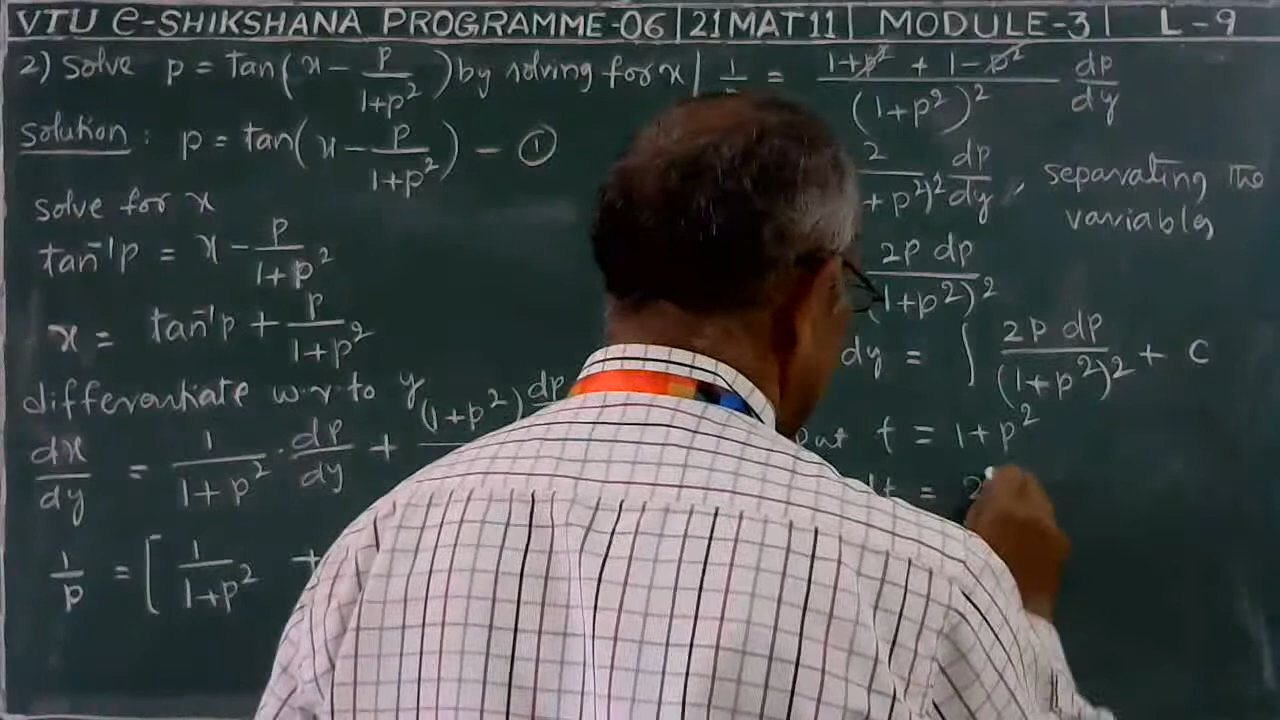 VTU e-SHIKSHANA PROGRAMME-06 | 21MAT11 | MODULE-3 | L-9
2) Solve p = tan(x - p/(1+p²)) by solving for x
Solution: p = tan(x - p/(1+p²)) - ①
solve for x
tan⁻¹p = x - p/(1+p²)
x = tan⁻¹p + p/(1+p²)
differentiate w.r. to y
dx/dy = 1/(1+p²) · dp/dy + (1+p²) dp
1/p = [ 1/(1+p²) +
1 = (1+p² + 1-p²)/(1+p²)² dp/dy
2/(+p²)² dp/dy, separating the
variables
2p dp/(1+p²)²
dy = ∫ 2p dp/(1+p²)² + c
put t = 1+p²
dt = 2